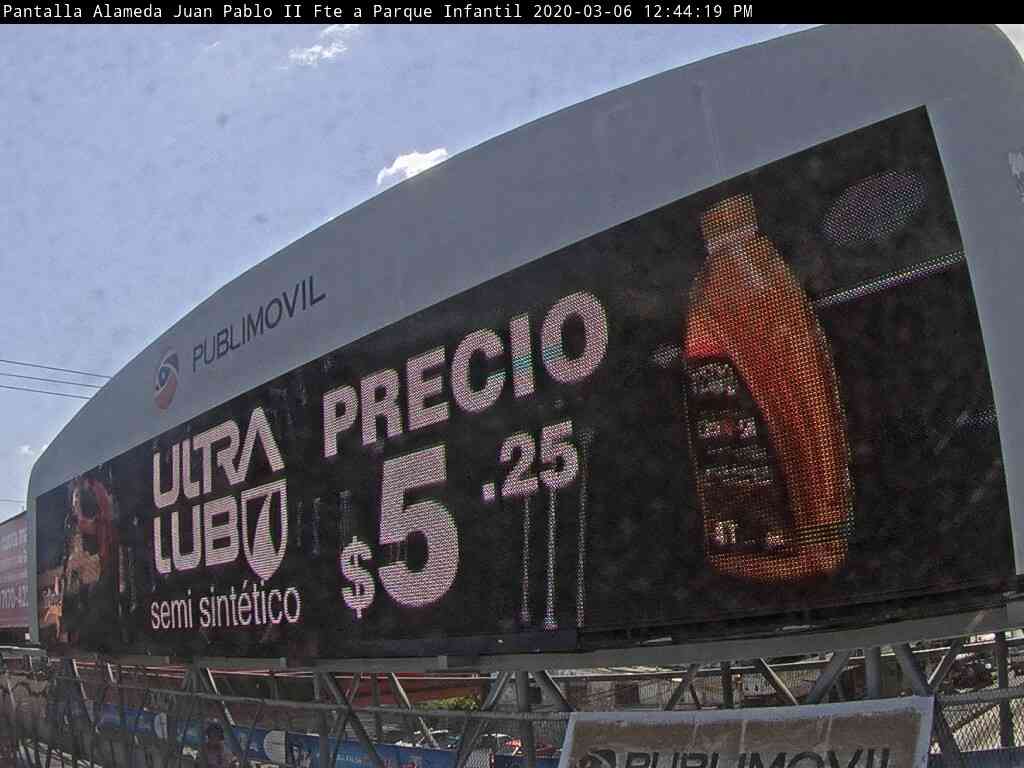 Pantalla Alameda Juan Pablo II Fte a Parque Infantil 2020-03-06 12:44:19 PM
PUBLIMOVIL
ULTRA
LUB
semi sintético
PRECIO
$5.25
PUBLIMOVIL